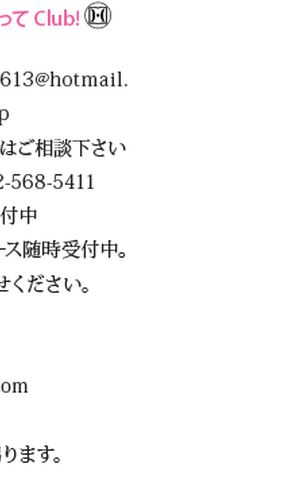 って Club!
613@hotmail.
p
はご相談下さい
2-568-5411
付中
ース随時受付中。
せください。
om
ります。